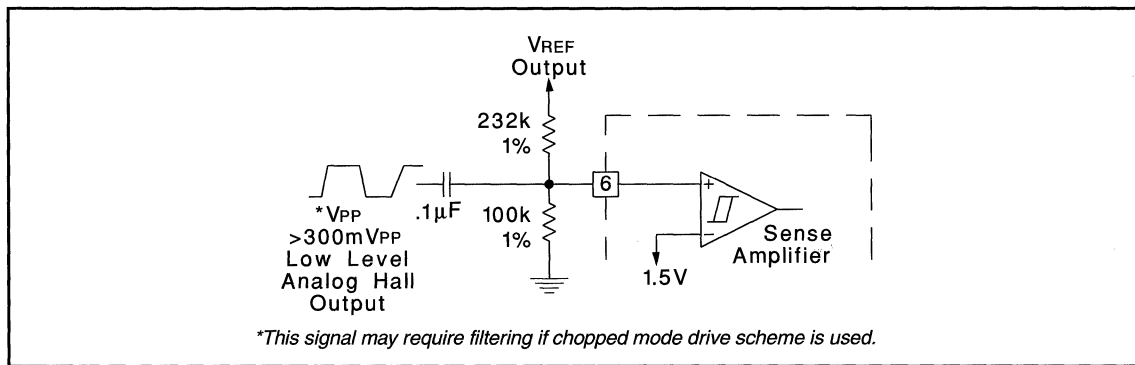 VREF
Output
232k
1%
6
+
*VPP
>300mVPP
Low Level
Analog Hall
Output
.1µF
100k
1%
−
1.5V
Sense
Amplifier
*This signal may require filtering if chopped mode drive scheme is used.